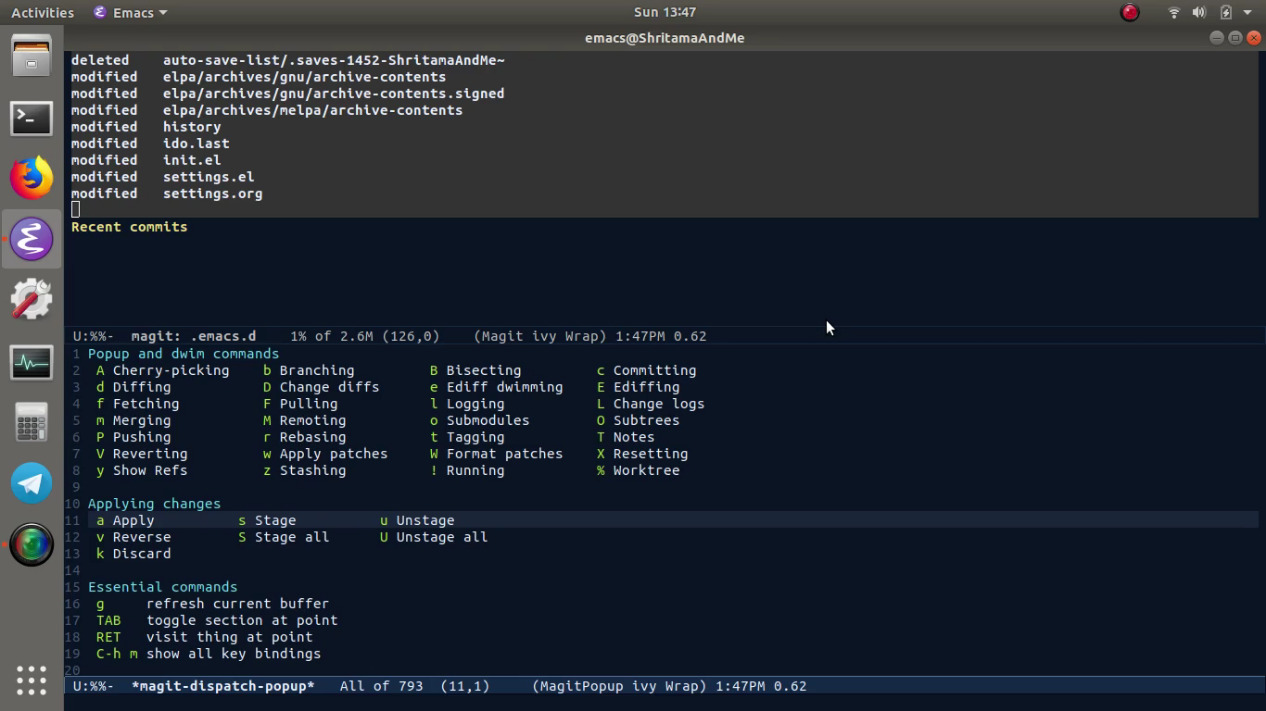 Activities Emacs Sun 13:47
emacs@ShritamaAndMe
deleted auto-save-list/.saves-1452-ShritamaAndMe~
modified elpa/archives/gnu/archive-contents
modified elpa/archives/gnu/archive-contents.signed
modified elpa/archives/melpa/archive-contents
modified history
modified ido.last
modified init.el
modified settings.el
modified settings.org
Recent commits
U:%%- magit: .emacs.d 1% of 2.6M (126,0) (Magit ivy Wrap) 1:47PM 0.62
1 Popup and dwim commands
2 A Cherry-picking b Branching B Bisecting c Committing
3 d Diffing D Change diffs e Ediff dwimming E Ediffing
4 f Fetching F Pulling l Logging L Change logs
5 m Merging M Remoting o Submodules O Subtrees
6 P Pushing r Rebasing t Tagging T Notes
7 V Reverting w Apply patches W Format patches X Resetting
8 y Show Refs z Stashing ! Running % Worktree
9
10 Applying changes
11 a Apply s Stage u Unstage
12 v Reverse S Stage all U Unstage all
13 k Discard
14
15 Essential commands
16 g refresh current buffer
17 TAB toggle section at point
18 RET visit thing at point
19 C-h m show all key bindings
20
U:%%- *magit-dispatch-popup* All of 793 (11,1) (MagitPopup ivy Wrap) 1:47PM 0.62